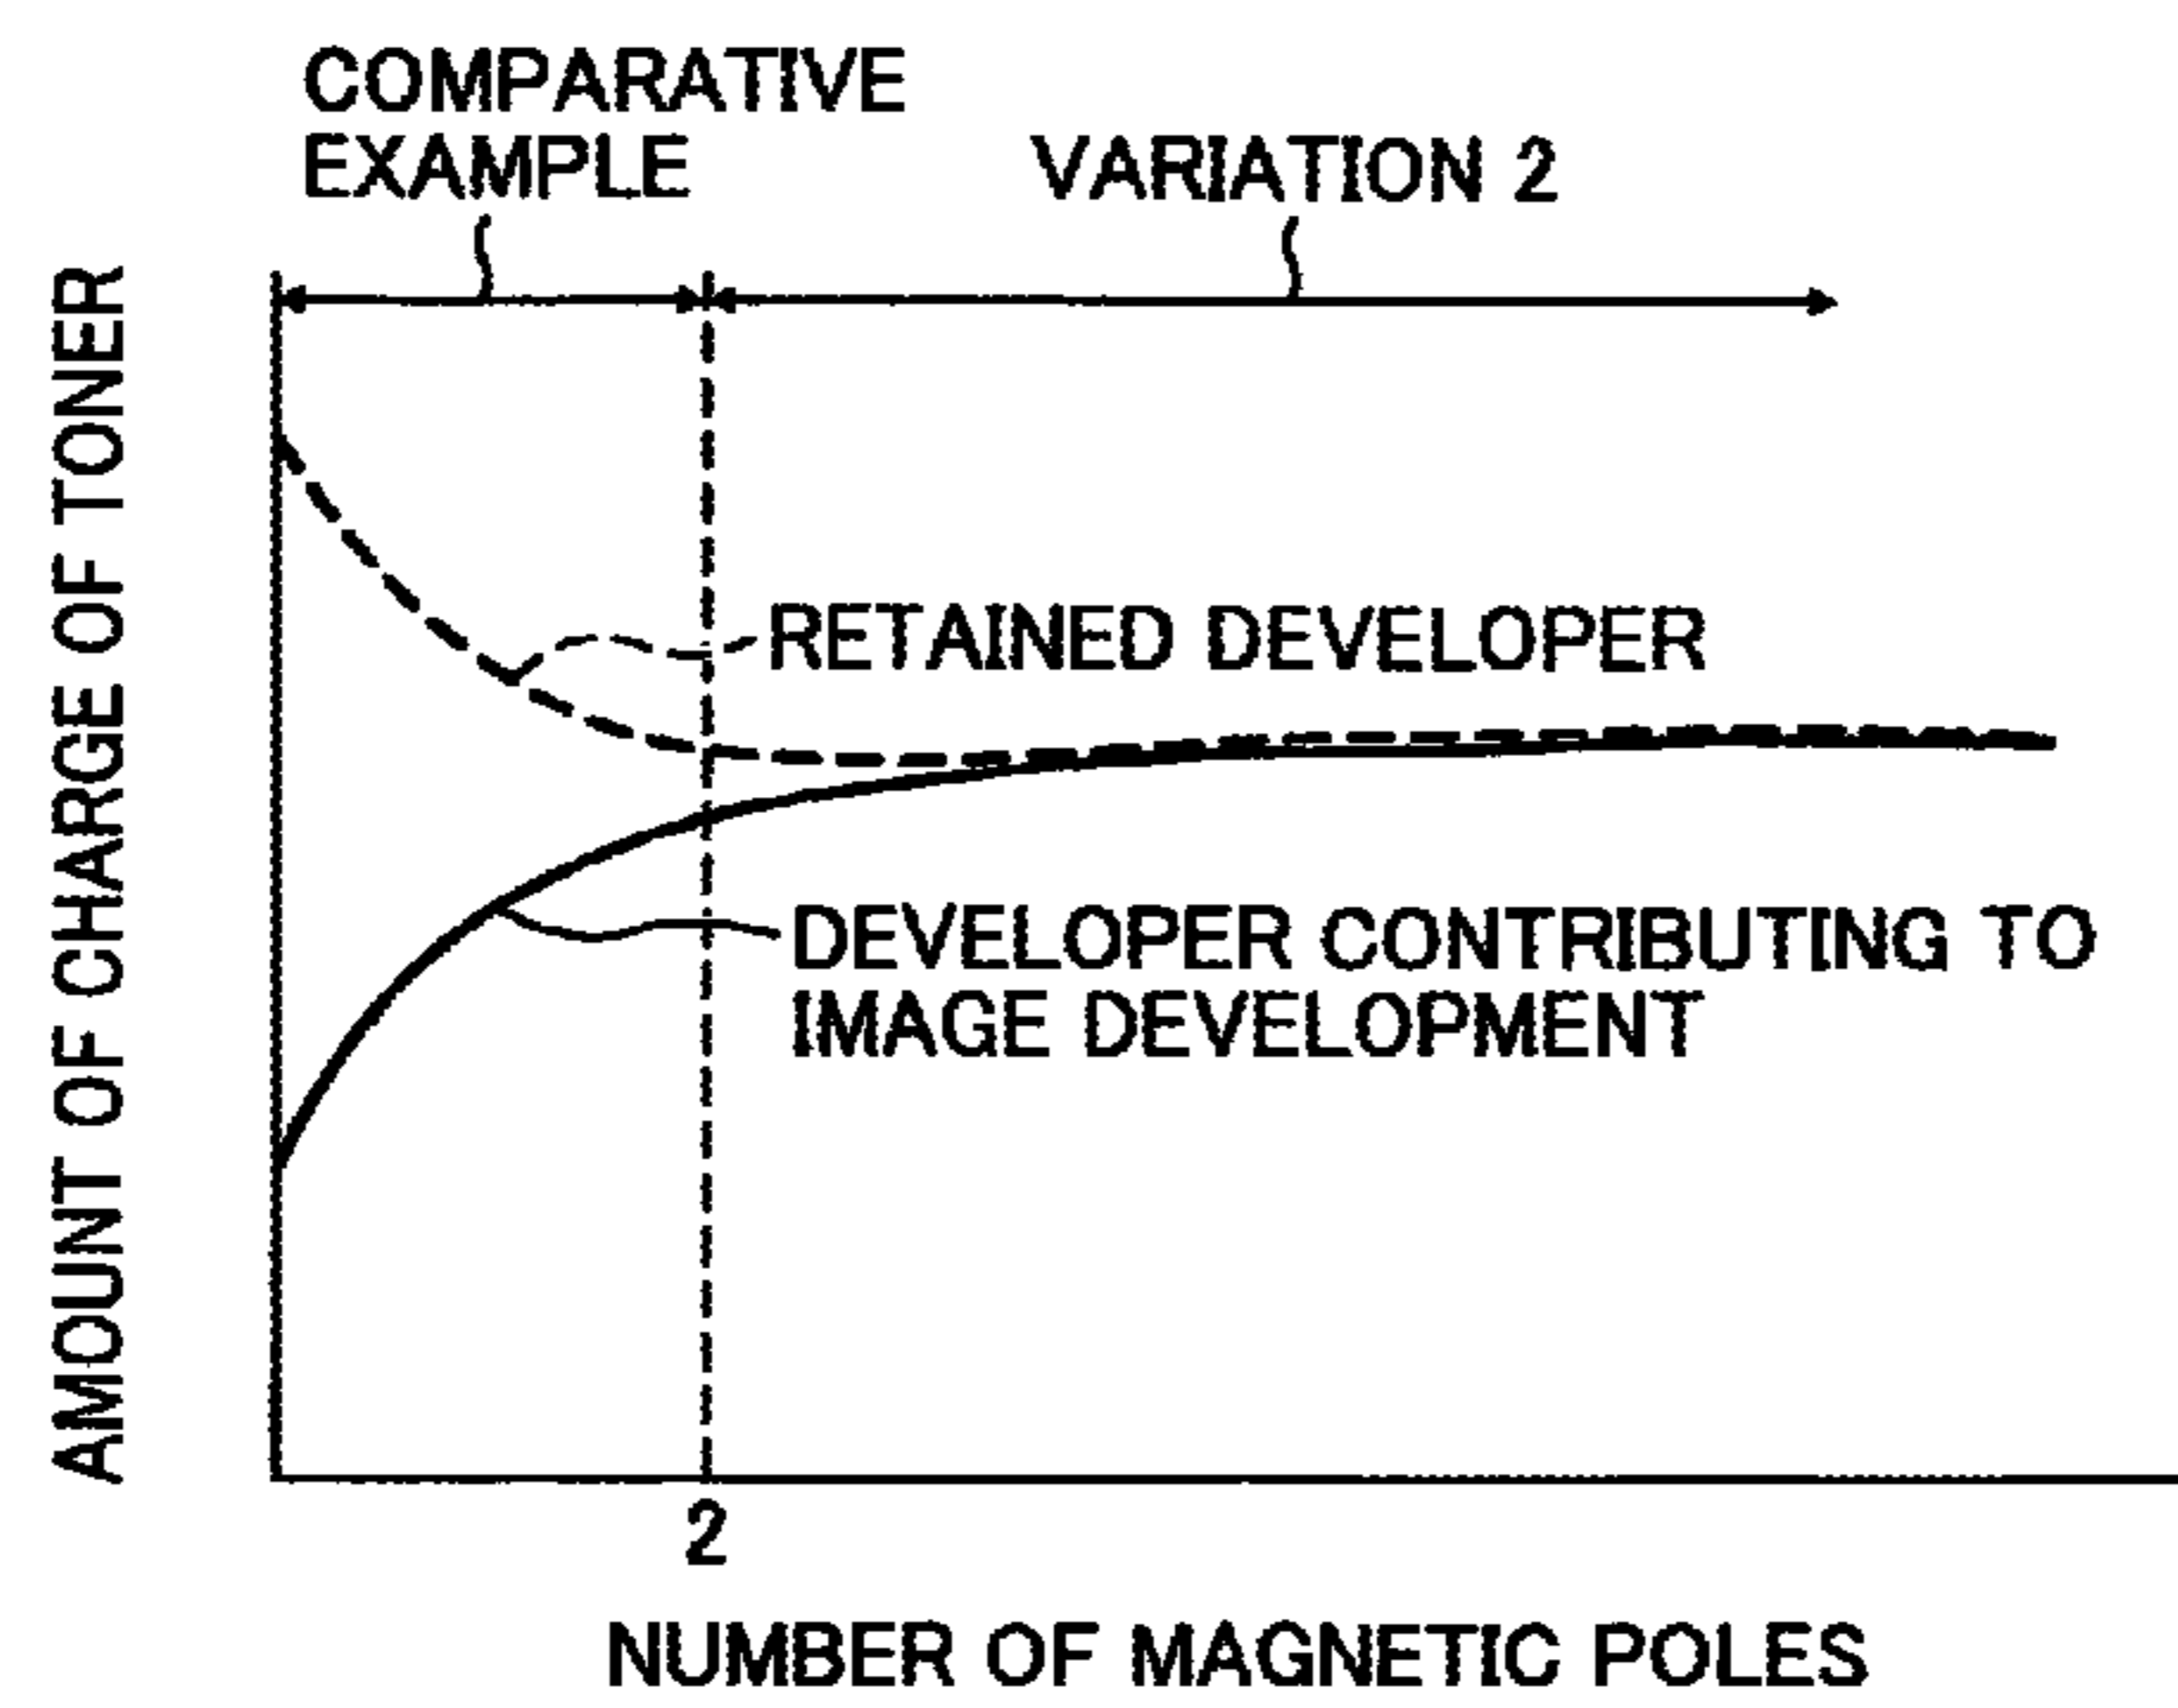 COMPARATIVE
EXAMPLE
VARIATION 2
AMOUNT OF CHARGE OF TONER
RETAINED DEVELOPER
DEVELOPER CONTRIBUTING TO
IMAGE DEVELOPMENT
2
NUMBER OF MAGNETIC POLES